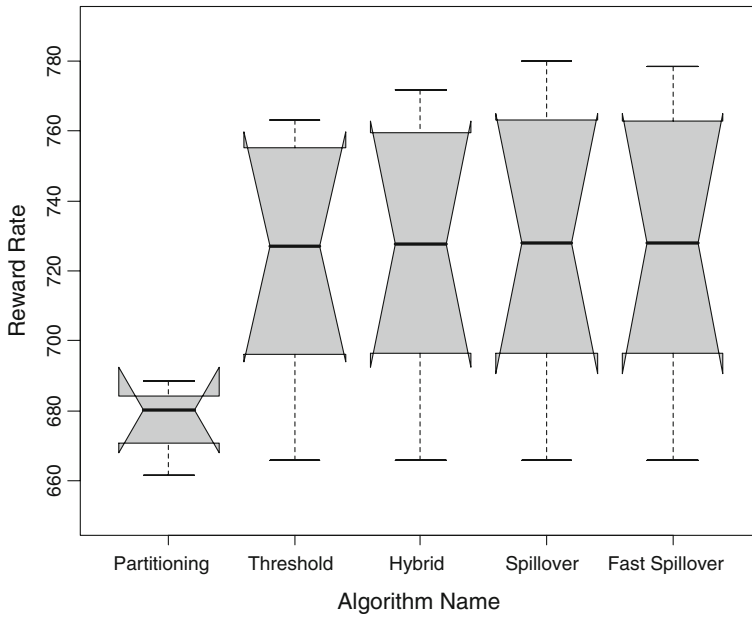 Reward Rate
780
760
740
720
700
680
660
Partitioning Threshold Hybrid Spillover Fast Spillover
Algorithm Name